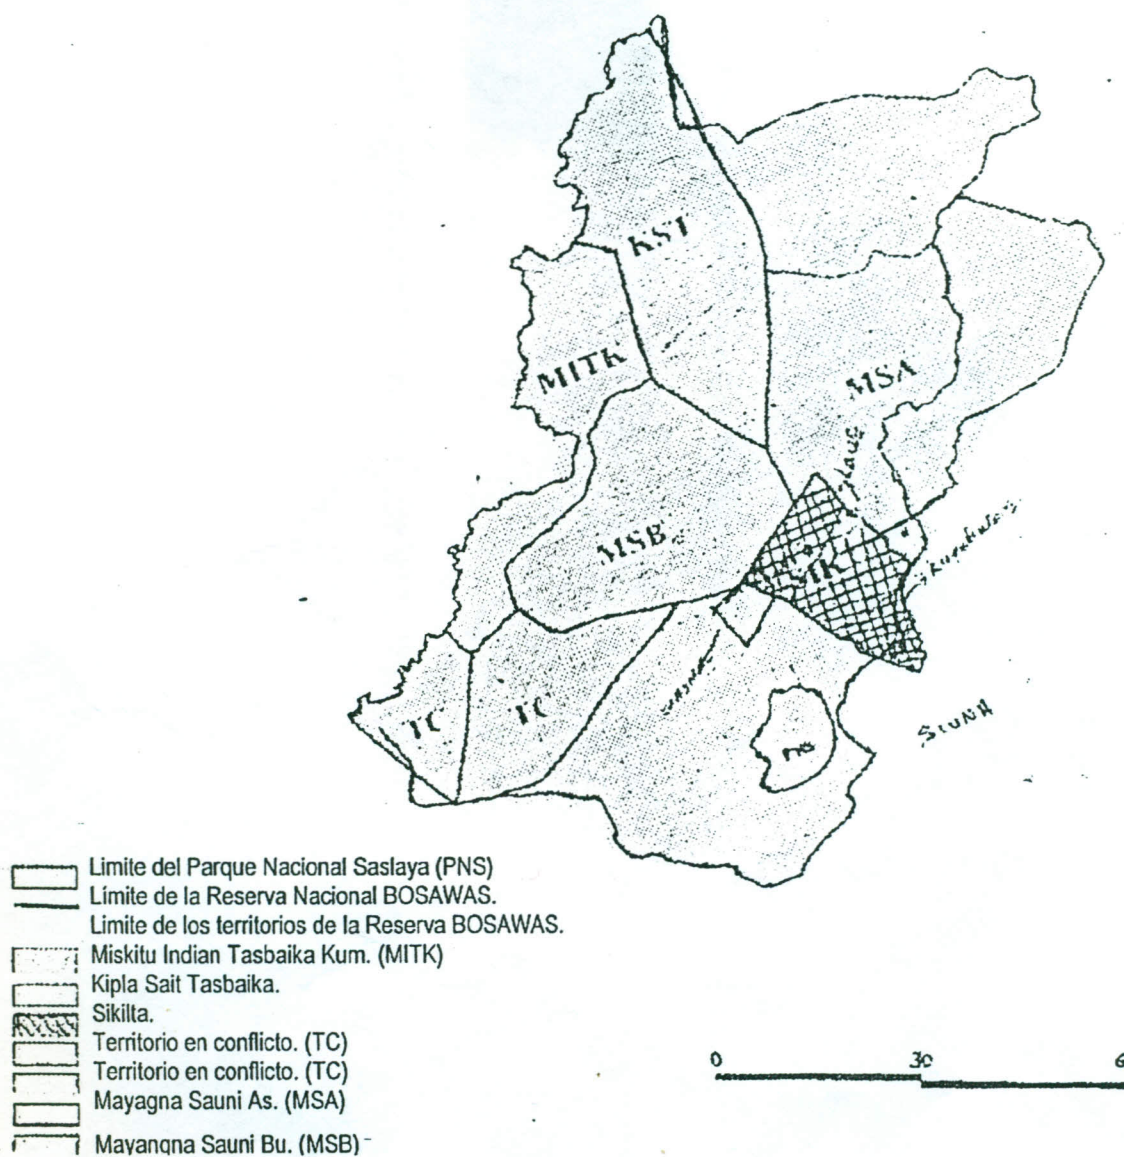 KST
MITK
MSA
MSB
TC
TC
PNS
SIUNA
Limite del Parque Nacional Saslaya (PNS)
Límite de la Reserva Nacional BOSAWAS.
Limite de los territorios de la Reserva BOSAWAS.
Miskitu Indian Tasbaika Kum. (MITK)
Kipla Sait Tasbaika.
Sikilta.
Territorio en conflicto. (TC)
Territorio en conflicto. (TC)
Mayagna Sauni As. (MSA)
Mayangna Sauni Bu. (MSB)
0 30 6